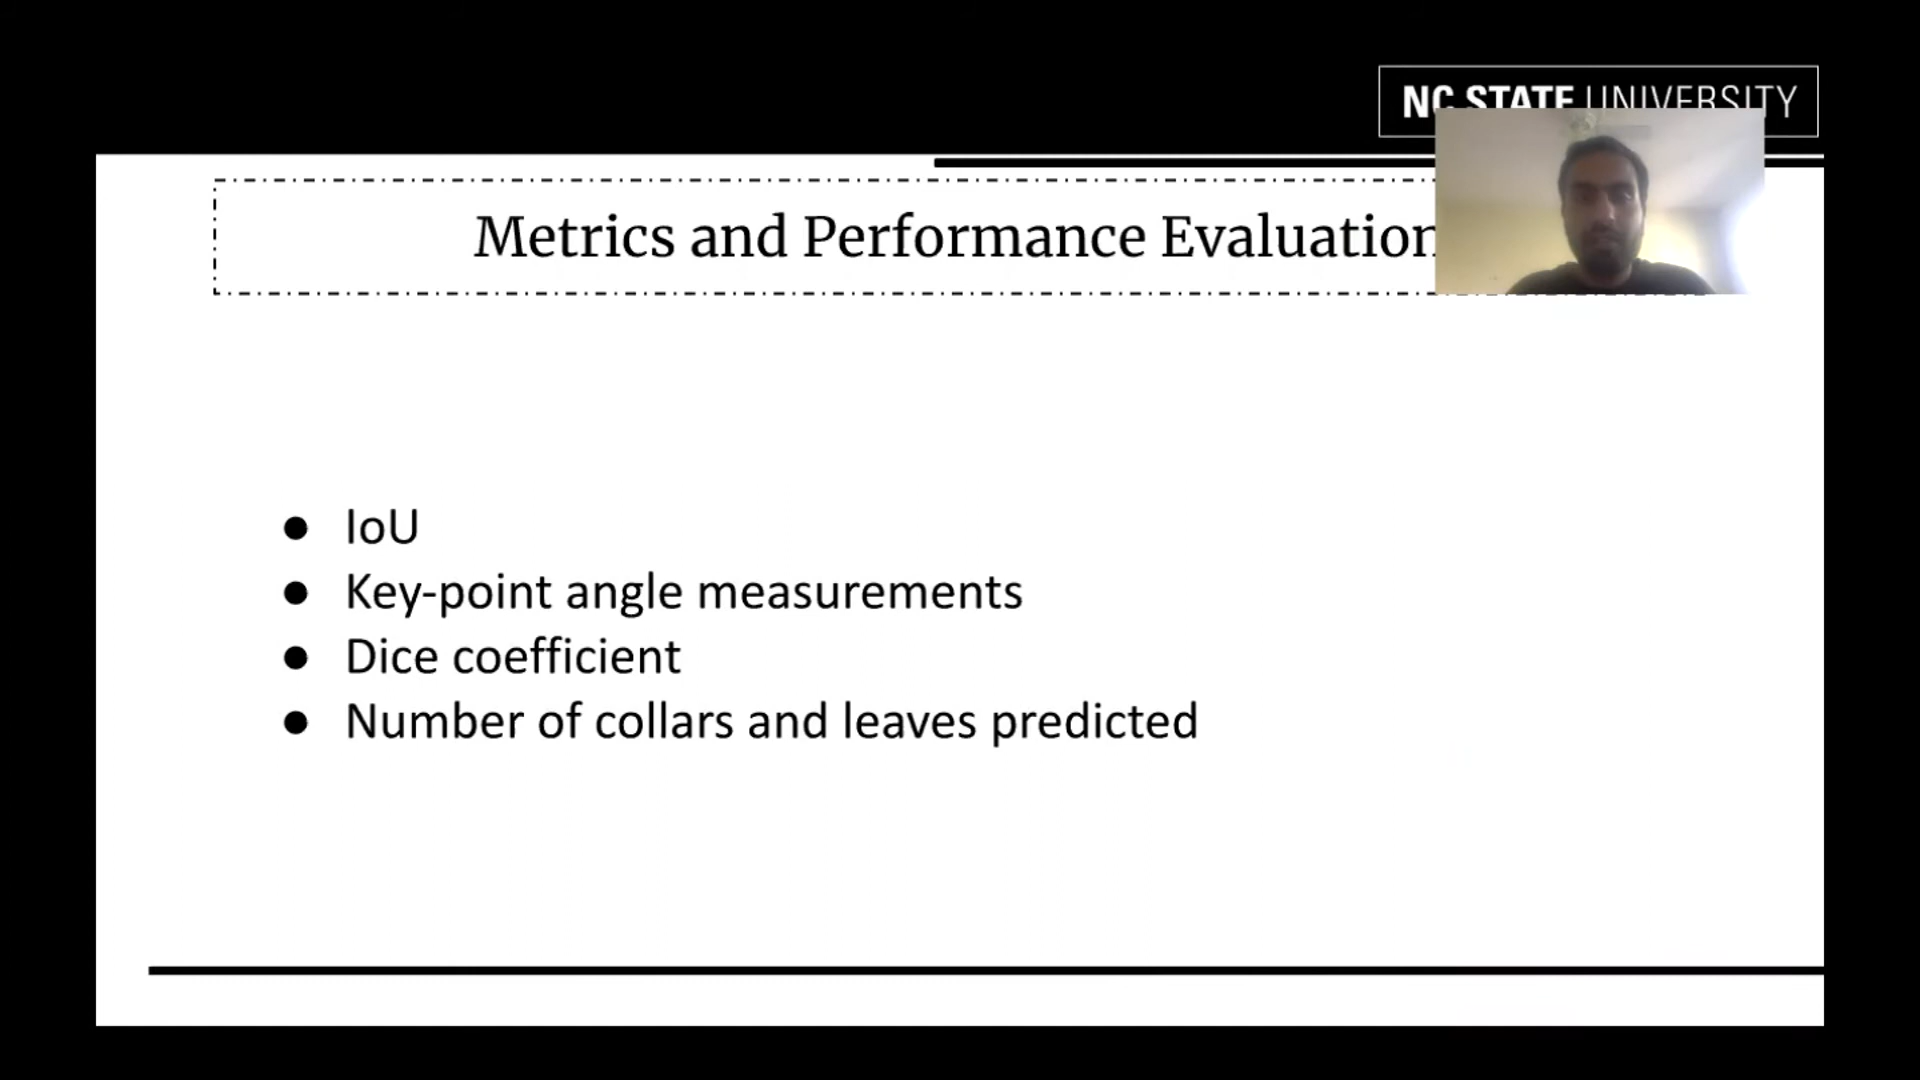 NC STATE UNIVERSITY
Metrics and Performance Evaluation
● IoU
● Key-point angle measurements
● Dice coefficient
● Number of collars and leaves predicted